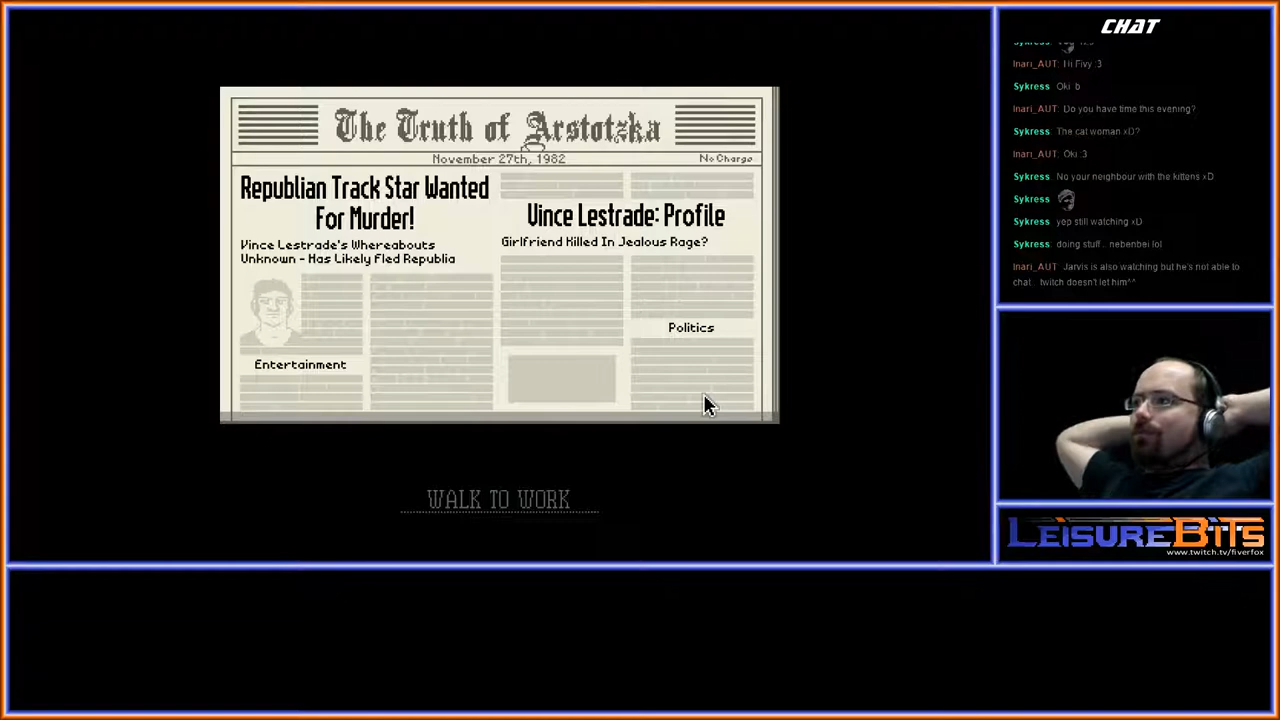 The Truth of Arstotzka
November 27th, 1982
No Charge
Republian Track Star Wanted
For Murder!
Vince Lestrade's Whereabouts
Unknown - Has Likely Fled Republia
Entertainment
Vince Lestrade: Profile
Girlfriend Killed In Jealous Rage?
Politics
WALK TO WORK
CHAT
Sykress
Inari_AUT: Hi Fivy :3
Sykress Oki b
Inari_AUT: Do you have time this evening?
Sykress The cat woman xD?
Inari_AUT: Oki :3
Sykress No your neighbour with the kittens xD
Sykress
Sykress yep still watching xD
Sykress doing stuff.. nebenbei lol
Inari_AUT: Jarvis is also watching but he's not able to
chat... twitch doesn't let him^^
LEISUREBITS
www.twitch.tv/fiverfox